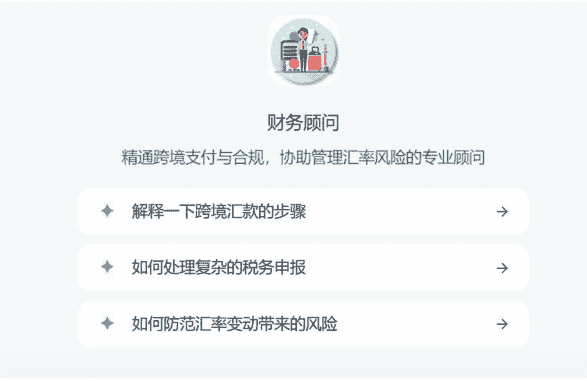 财务顾问
精通跨境支付与合规，协助管理汇率风险的专业顾问
解释一下跨境汇款的步骤
如何处理复杂的税务申报
如何防范汇率变动带来的风险